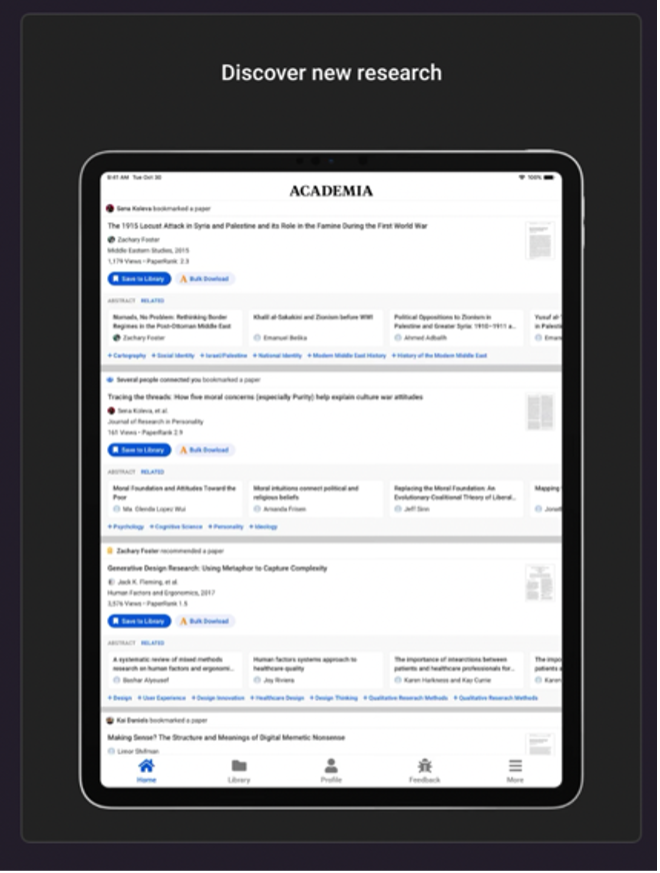 Discover new research
9:41 AM Tue Oct 30
100%
ACADEMIA
Sena Koleva bookmarked a paper
The 1915 Locust Attack in Syria and Palestine and its Role in the Famine During the First World War
Zachary Foster
Middle Eastern Studies, 2015
1,179 Views • PaperRank 2.3
Save to Library
Bulk Download
ABSTRACT RELATED
Nomads, No Problem: Rethinking Border
Regimes in the Post-Ottoman Middle East
Zachary Foster
Khalil al-Sakakini and Zionism before WWI
Emanuel Beška
Political Oppositions to Zionism in
Palestine and Greater Syria: 1910–1911 a...
Ahmed Adbalth
Yusuf al-
in Palesti
Eman
+ Cartography + Social Identity + Israel/Palestine + National Identity + Modern Middle East History + History of the Modern Middle East
Several people connected you bookmarked a paper
Tracing the threads: How five moral concerns (especially Purity) help explain culture war attitudes
Sena Koleva, et al.
Journal of Research in Personality
161 Views • PaperRank 2.9
Save to Library
Bulk Dowload
ABSTRACT RELATED
Moral Foundation and Attitudes Toward the
Poor
Ma. Glenda Lopez Wui
Moral intuitions connect political and
religious beliefs
Amanda Frisen
Replacing the Moral Foundation: An
Evolutionary-Coalitional THeory of Liberal...
Jeff Sinn
Mapping
Jonat
+ Psychology + Cognitive Science + Personality + Ideology
Zachary Foster recommended a paper
Generative Design Research: Using Metaphor to Capture Complexity
Jack K. Fleming, et al.
Human Factors and Ergonomics, 2017
3,576 Views • PaperRank 1.5
Save to Library
Bulk Dowload
ABSTRACT RELATED
A systematic review of mixed methods
research on human factors and ergonomi...
Bashar Alyousef
Human factors systems approach to
healthcare quality
Joy Riviera
The importance of intearctions between
patients and healthcare professionals for...
Karen Harkness and Kay Currie
The impo
patients a
Karen
+ Design + User Experience + Design Innovation + Healthcare Design + Design Thinking + Qualitative Resorach Methods + Qualitative Resorach Methods
Kai Daniels bookmarked a paper
Making Sense? The Structure and Meanings of Digital Memetic Nonsense
Limor Shifman
Home
Library
Profile
Feedback
More